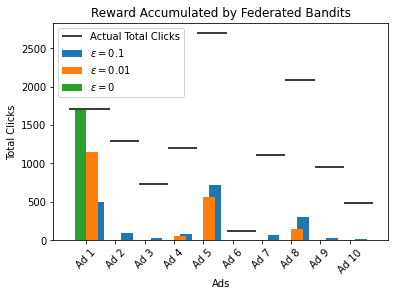 Reward Accumulated by Federated Bandits
Actual Total Clicks
ε = 0.1
ε = 0.01
ε = 0
Total Clicks
2500
2000
1500
1000
500
0
Ad 1 Ad 2 Ad 3 Ad 4 Ad 5 Ad 6 Ad 7 Ad 8 Ad 9 Ad 10
Ads